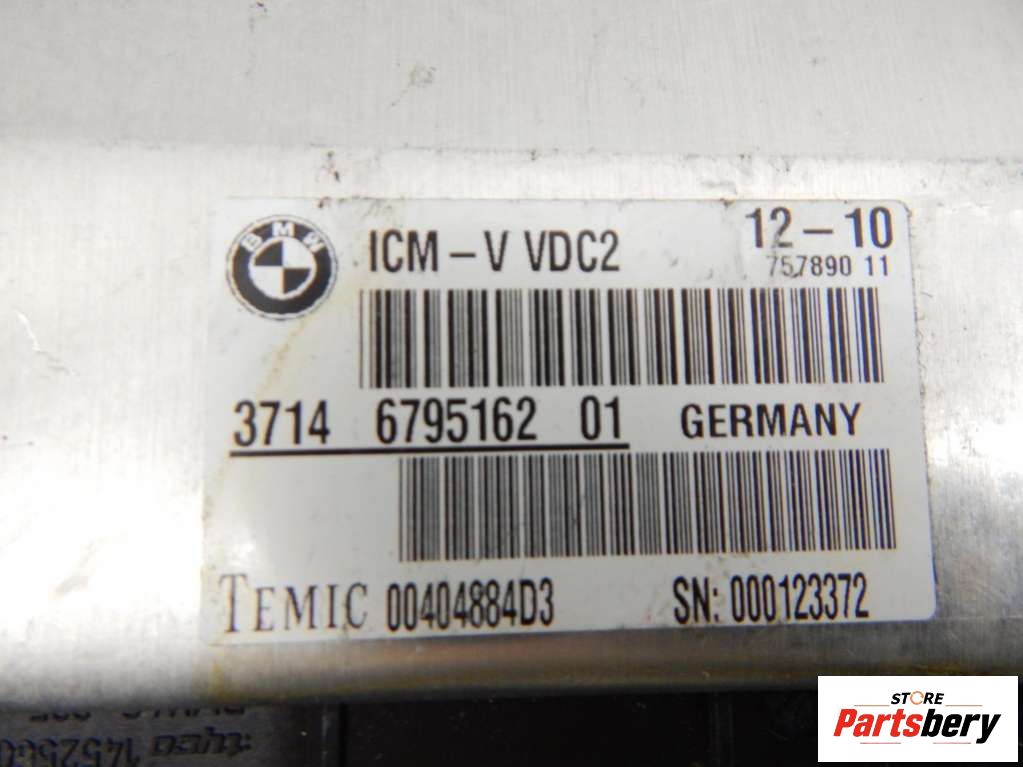 BMW
ICM-V VDC2
12-10
757890 11
3714 6795162 01 GERMANY
TEMIC 00404884D3 SN: 000123372
STORE
Partsbery